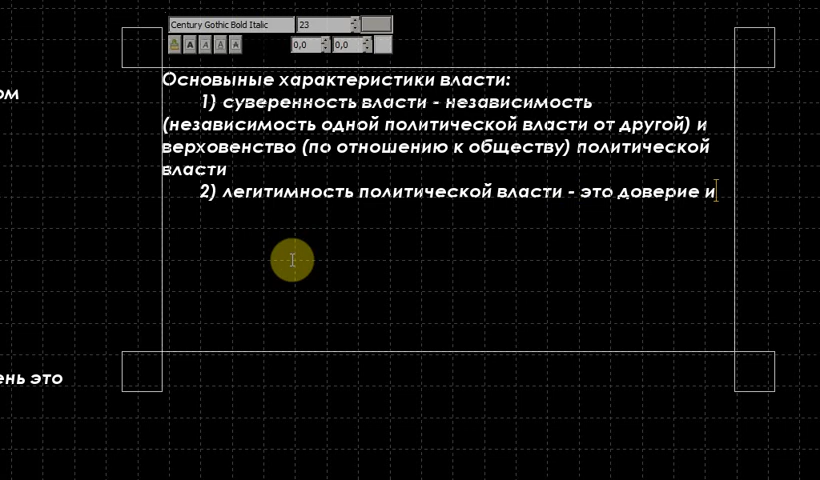 Century Gothic Bold Italic 23
A A A A 0,0 0,0
Основыные характеристики власти:
1) суверенность власти - независимость
(независимость одной политической власти от другой) и
верховенство (по отношению к обществу) политической
власти
2) легитимность политической власти - это доверие и
ом
ень это